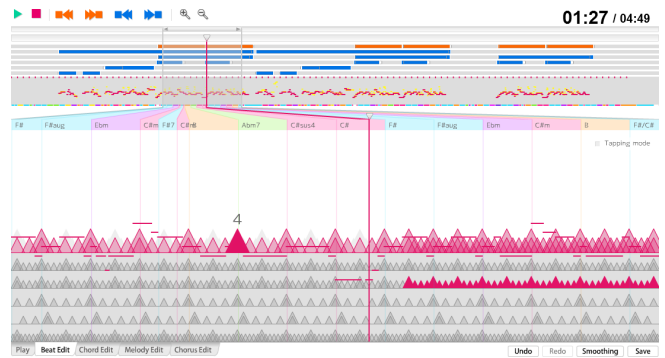 01:27 / 04:49
F# F#aug Ebm C#m F#7 C#m B Abm7 C#sus4 C# F# F#aug Ebm C#m B F#/C#
Tapping mode
4
Play Beat Edit Chord Edit Melody Edit Chorus Edit Undo Redo Smoothing Save